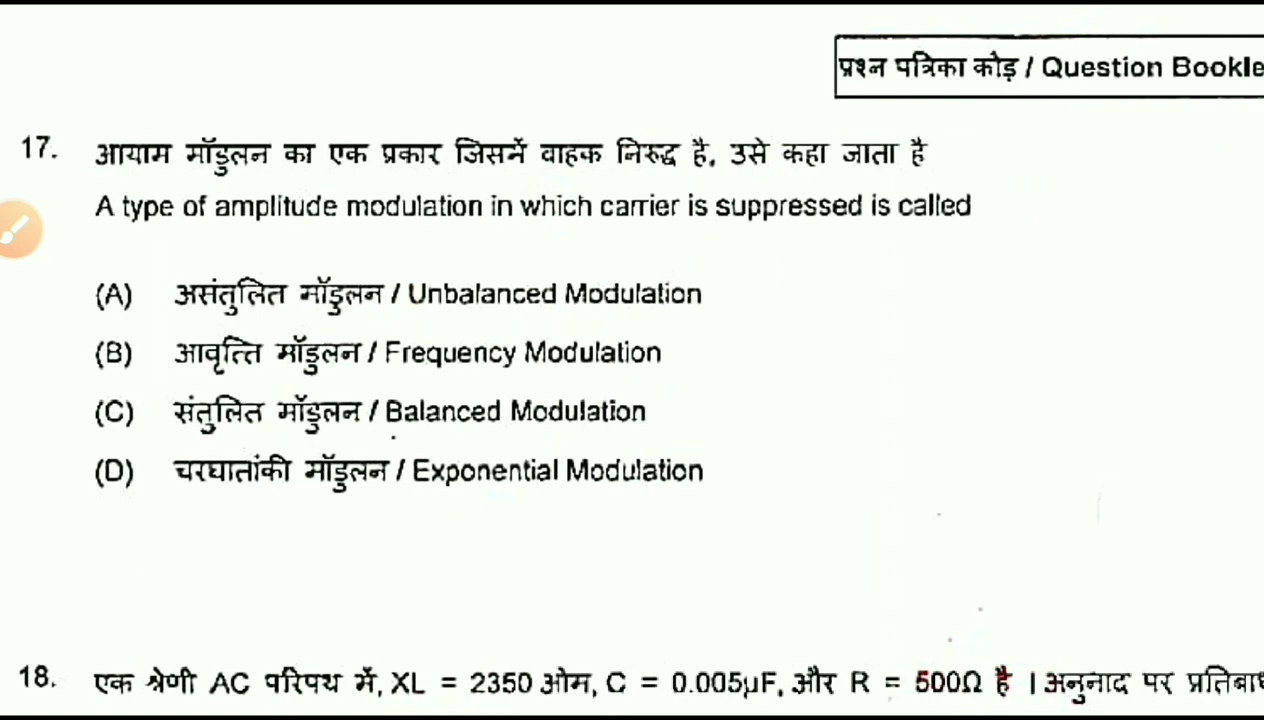 प्रश्न पत्रिका कोड़ / Question Bookle
17. आयाम मॉडुलन का एक प्रकार जिसमें वाहक निरुद्ध है, उसे कहा जाता है
A type of amplitude modulation in which carrier is suppressed is called
(A) असंतुलित मॉडुलन / Unbalanced Modulation
(B) आवृत्ति मॉडुलन / Frequency Modulation
(C) संतुलित मॉडुलन / Balanced Modulation
(D) चरघातांकी मॉडुलन / Exponential Modulation
18. एक श्रेणी AC परिपथ में, XL = 2350 ओम, C = 0.005µF, और R = 500Ω है । अनुनाद पर